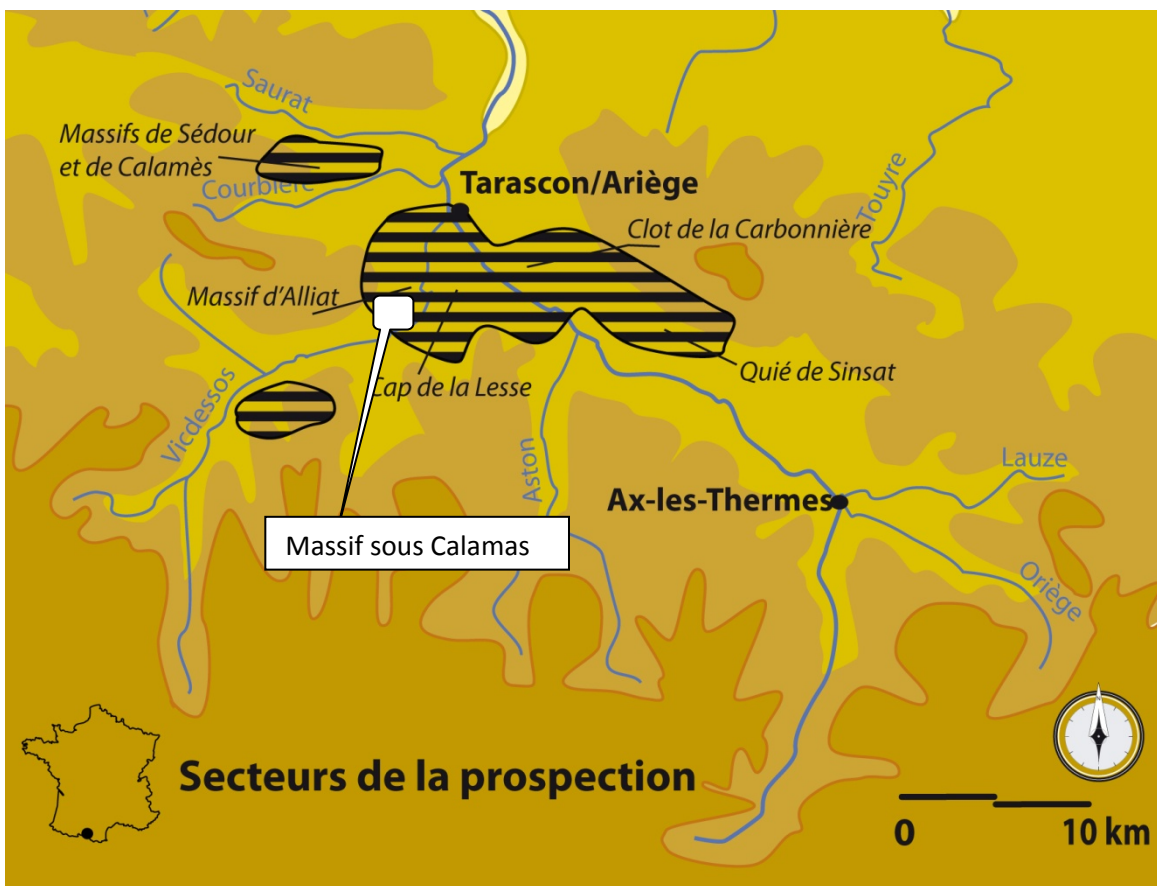 Saurat
Massifs de Sédour
et de Calamès
Courbière
Tarascon/Ariège
Touyre
Clot de la Carbonnière
Massif d'Alliat
Quié de Sinsat
Cap de la Lesse
Vicdessos
Aston
Lauze
Ax-les-Thermes
Massif sous Calamas
Oriège
Secteurs de la prospection
0 10 km